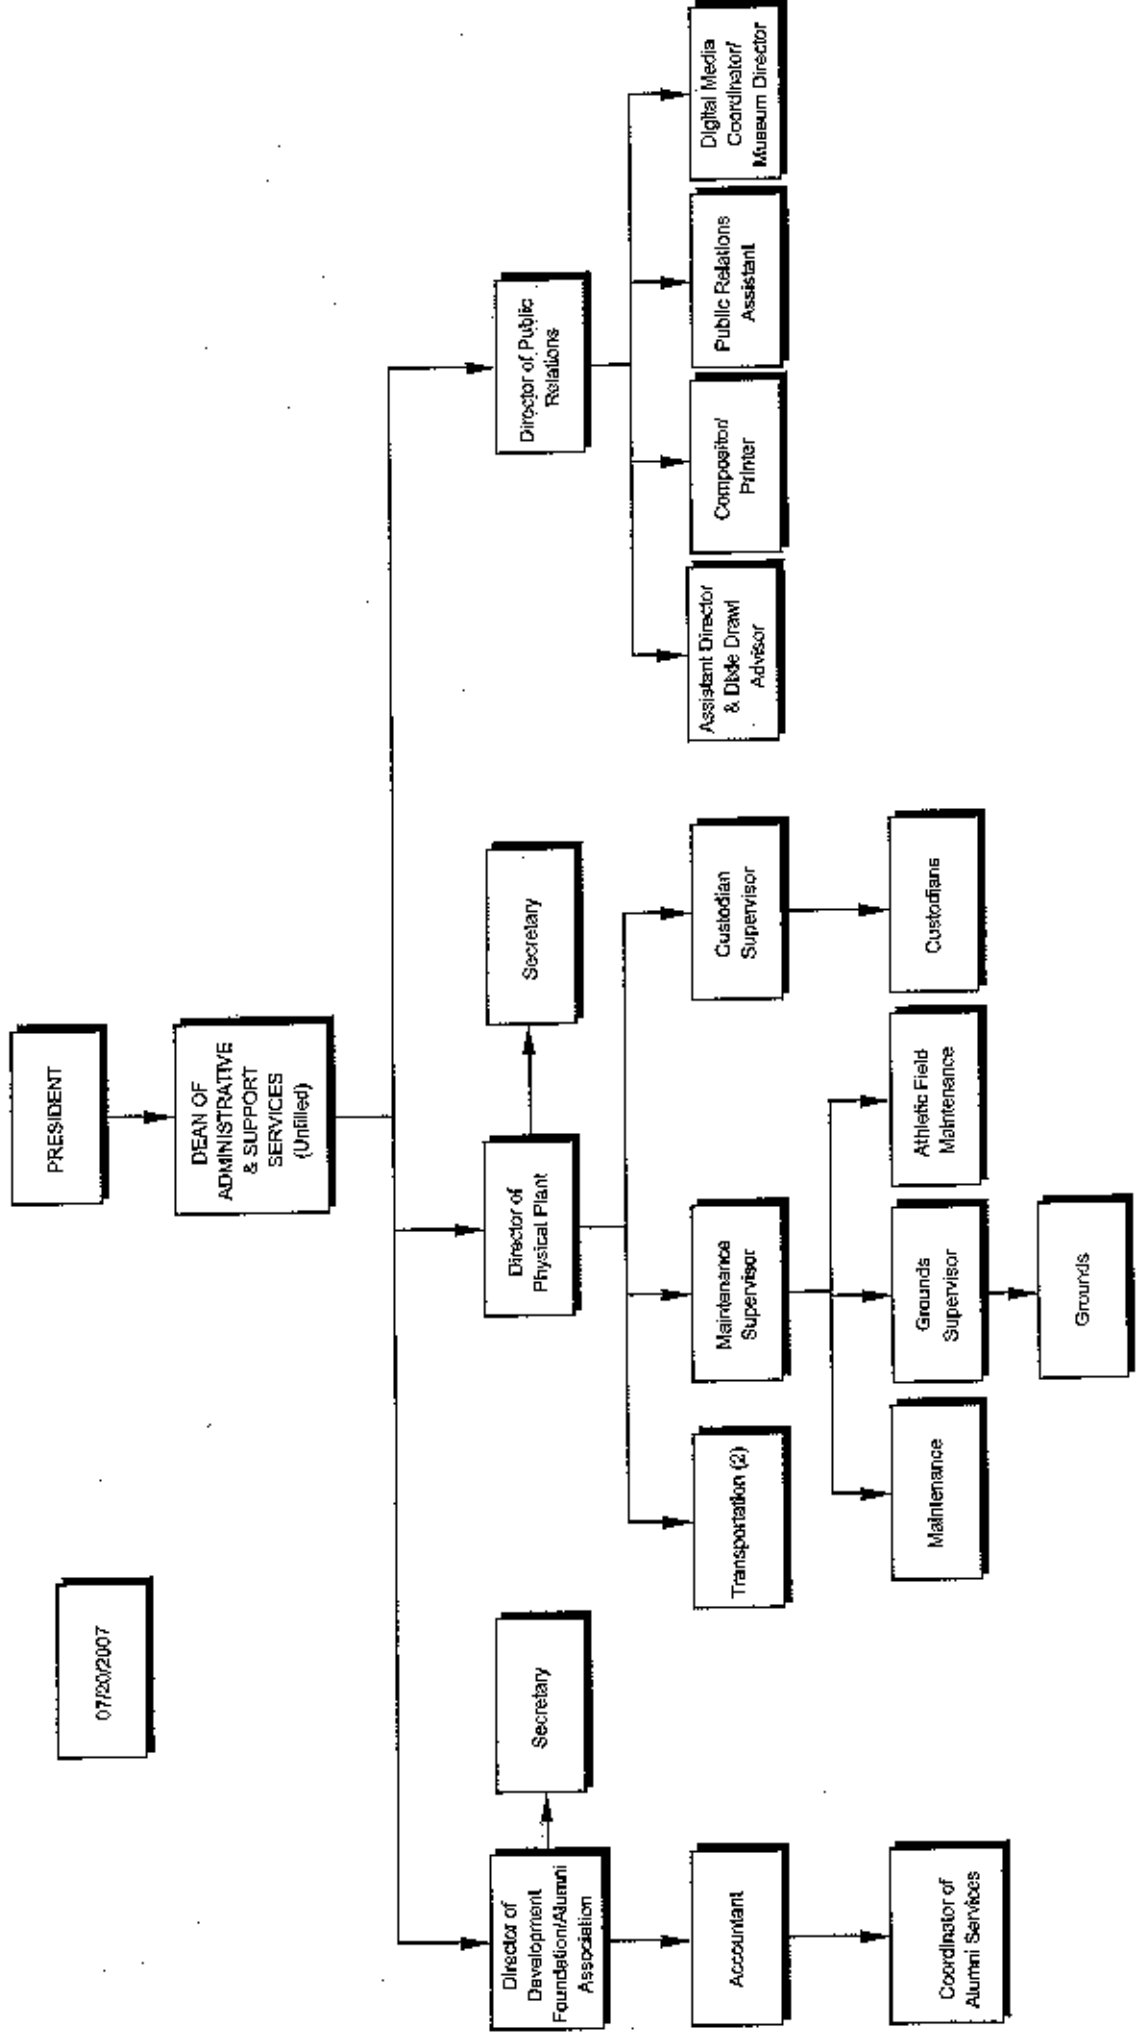 07/20/2007
PRESIDENT
DEAN OF
ADMINISTRATIVE
& SUPPORT
SERVICES
(Unfilled)
Director of
Development
Foundation/Alumni
Association
Secretary
Director of
Physical Plant
Secretary
Director of Public
Relations
Accountant
Transportation (2)
Maintenance
Supervisor
Custodian
Supervisor
Assistant Director
& Dixie Drawl
Advisor
Compositor/
Printer
Public Relations
Assistant
Digital Media
Coordinator/
Museum Director
Coordinator of
Alumni Services
Maintenance
Grounds
Supervisor
Athletic Field
Maintenance
Custodians
Grounds